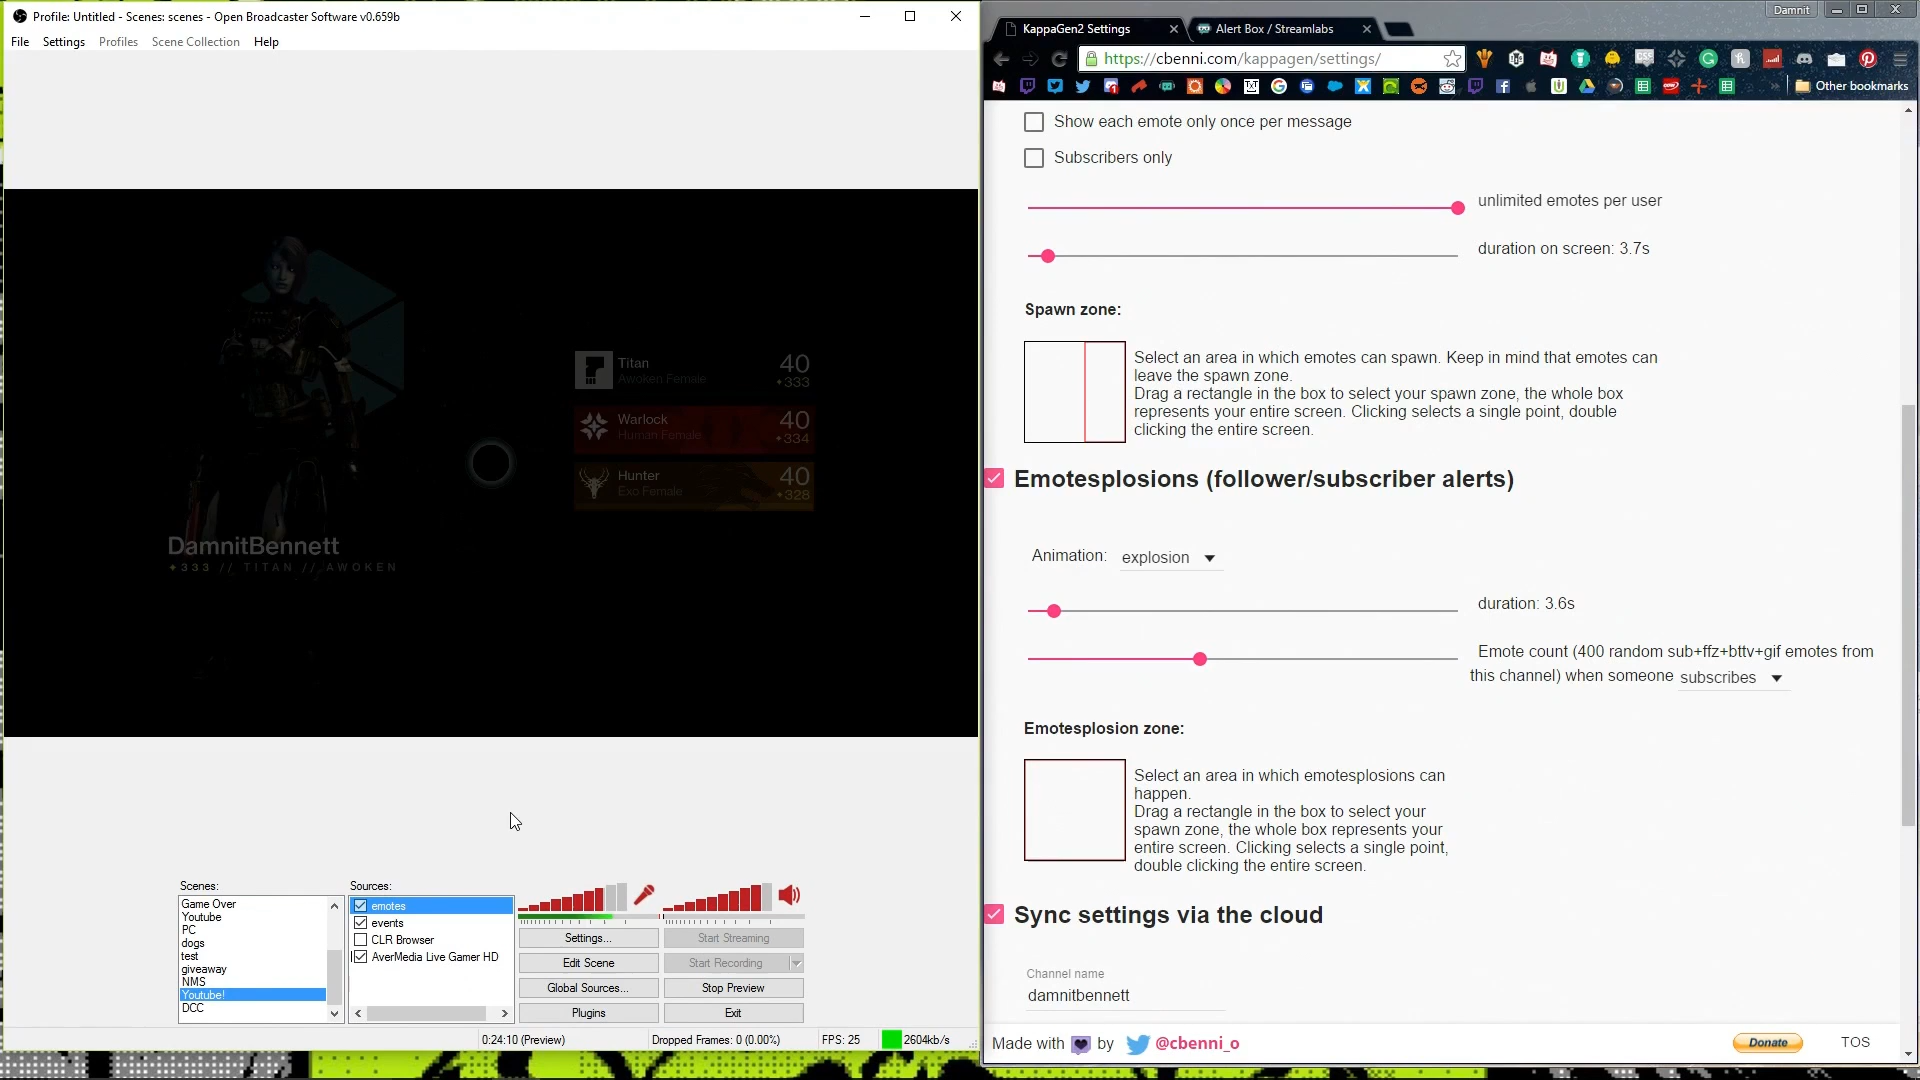 Profile: Untitled - Scenes: scenes - Open Broadcaster Software v0.659b
File Settings Profiles Scene Collection Help
Titan
Awoken Female
40
333
Warlock
Human Female
40
334
Hunter
Exo Female
40
328
DamnitBennett
333 // TITAN // AWOKEN
Scenes:
Game Over
Youtube
PC
dogs
test
giveaway
NMS
Youtube!
DCC
Sources:
emotes
events
CLR Browser
AverMedia Live Gamer HD
Settings...
Start Streaming
Edit Scene
Start Recording
Global Sources...
Stop Preview
Plugins
Exit
0:24:10 (Preview)
Dropped Frames: 0 (0.00%)
FPS: 25
2604kb/s
Damnit
KappaGen2 Settings
Alert Box / Streamlabs
https://cbenni.com/kappagen/settings/
Other bookmarks
Show each emote only once per message
Subscribers only
unlimited emotes per user
duration on screen: 3.7s
Spawn zone:
Select an area in which emotes can spawn. Keep in mind that emotes can
leave the spawn zone.
Drag a rectangle in the box to select your spawn zone, the whole box
represents your entire screen. Clicking selects a single point, double
clicking the entire screen.
Emotesplosions (follower/subscriber alerts)
Animation: explosion
duration: 3.6s
Emote count (400 random sub+ffz+bttv+gif emotes from
this channel) when someone subscribes
Emotesplosion zone:
Select an area in which emotesplosions can
happen.
Drag a rectangle in the box to select your
spawn zone, the whole box represents your
entire screen. Clicking selects a single point,
double clicking the entire screen.
Sync settings via the cloud
Channel name
damnitbennett
Made with by @cbenni_o
Donate
TOS